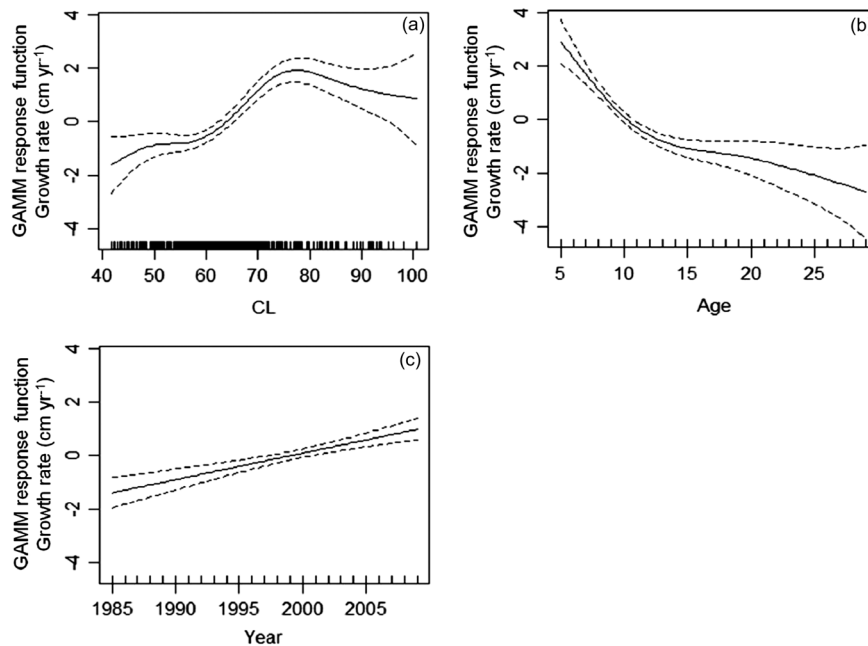 (a)
GAMM response function
Growth rate (cm yr⁻¹)
4
2
0
-2
-4
40 50 60 70 80 90 100
CL
(b)
GAMM response function
Growth rate (cm yr⁻¹)
4
2
0
-2
-4
5 10 15 20 25
Age
(c)
GAMM response function
Growth rate (cm yr⁻¹)
4
2
0
-2
-4
1985 1990 1995 2000 2005
Year